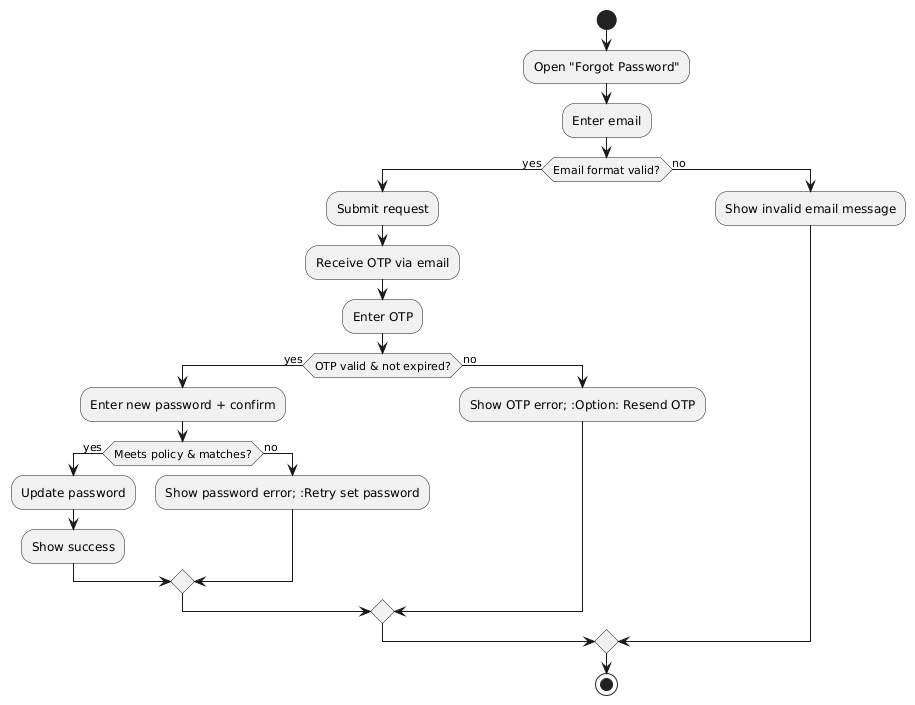 Open "Forgot Password"
Enter email
yes
Email format valid?
no
Submit request
Show invalid email message
Receive OTP via email
Enter OTP
yes
OTP valid & not expired?
no
Enter new password + confirm
Show OTP error; :Option: Resend OTP
yes
Meets policy & matches?
no
Update password
Show password error; :Retry set password
Show success